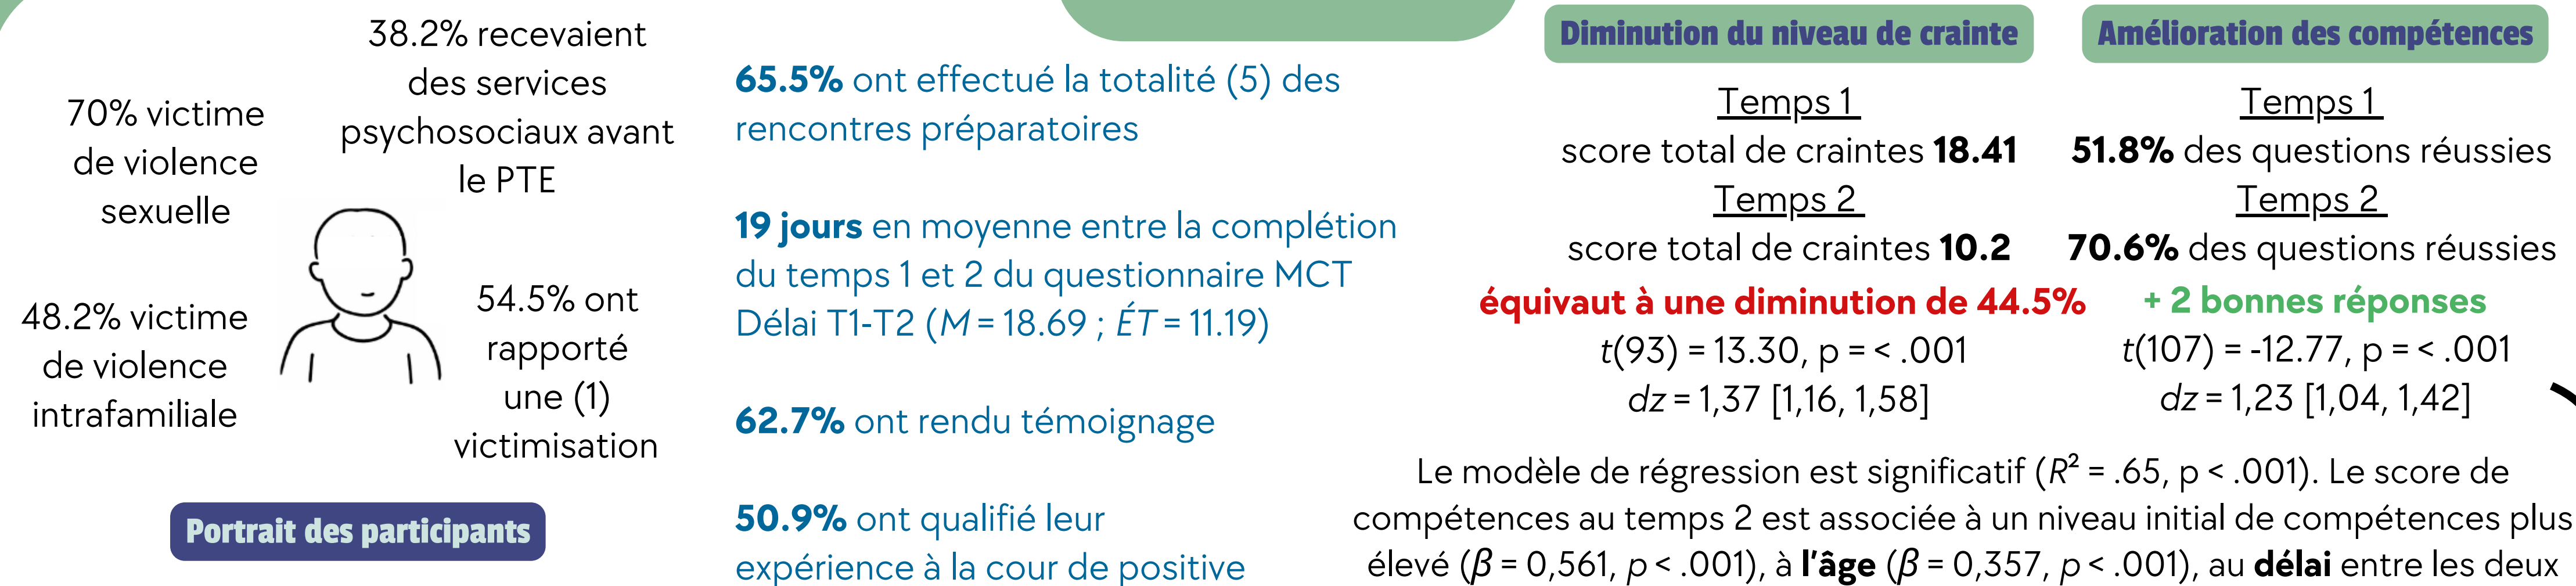 38.2% recevaient
des services
psychosociaux avant
le PTE
70% victime
de violence
sexuelle
48.2% victime
de violence
intrafamiliale
54.5% ont
rapporté
une (1)
victimisation
Portrait des participants
65.5% ont effectué la totalité (5) des
rencontres préparatoires
19 jours en moyenne entre la complétion
du temps 1 et 2 du questionnaire MCT
Délai T1-T2 (M = 18.69 ; ÉT = 11.19)
62.7% ont rendu témoignage
50.9% ont qualifié leur
expérience à la cour de positive
Diminution du niveau de crainte
Temps 1
score total de craintes 18.41
Temps 2
score total de craintes 10.2
équivaut à une diminution de 44.5%
t(93) = 13.30, p = < .001
dz = 1,37 [1,16, 1,58]
Amélioration des compétences
Temps 1
51.8% des questions réussies
Temps 2
70.6% des questions réussies
+ 2 bonnes réponses
t(107) = -12.77, p = < .001
dz = 1,23 [1,04, 1,42]
Le modèle de régression est significatif (R² = .65, p < .001). Le score de
compétences au temps 2 est associée à un niveau initial de compétences plus
élevé (β = 0,561, p < .001), à l'âge (β = 0,357, p < .001), au délai entre les deux